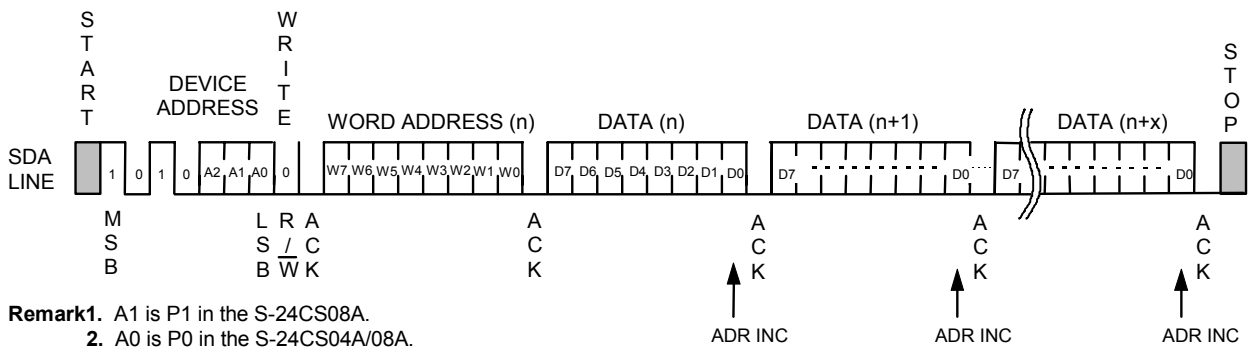 START
WRITE
STOP
DEVICE
ADDRESS
WORD ADDRESS (n)
DATA (n)
DATA (n+1)
DATA (n+x)
SDA
LINE
1 0 1 0 A2 A1 A0 0 W7 W6 W5 W4 W3 W2 W1 W0 D7 D6 D5 D4 D3 D2 D1 D0 D7 D0 D7 D0
MSB
LSB
R/W
ACK
ACK
ACK
ACK
ACK
ADR INC
ADR INC
ADR INC
Remark1. A1 is P1 in the S-24CS08A.
2. A0 is P0 in the S-24CS04A/08A.